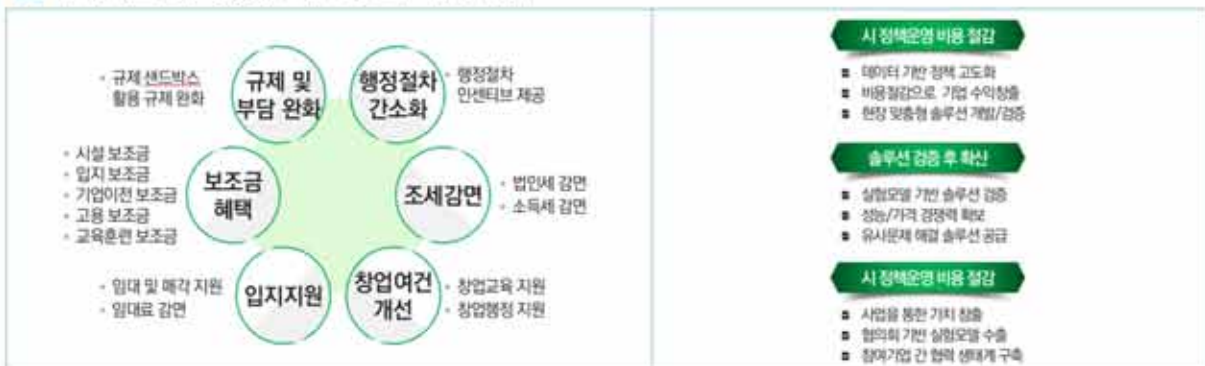 규제 샌드박스
활용 규제 완화
규제 및
부담 완화
행정절차
간소화
행정절차
인센티브 제공
시설 보조금
입지 보조금
기업이전 보조금
고용 보조금
교육훈련 보조금
보조금
혜택
조세감면
법인세 감면
소득세 감면
임대 및 매각 지원
임대료 감면
입지지원
창업여건
개선
창업교육 지원
창업행정 지원
시 정책운영 비용 절감
데이터 기반 정책 고도화
비용절감으로 기업 수익창출
현장 맞춤형 솔루션 개발/검증
솔루션 검증 후 확산
실험모델 기반 솔루션 검증
성능/가격 경쟁력 확보
유사문제 해결 솔루션 공급
시 정책운영 비용 절감
사업을 통한 가치 창출
협의회 기반 실험모델 수출
참여기업 간 협력 생태계 구축